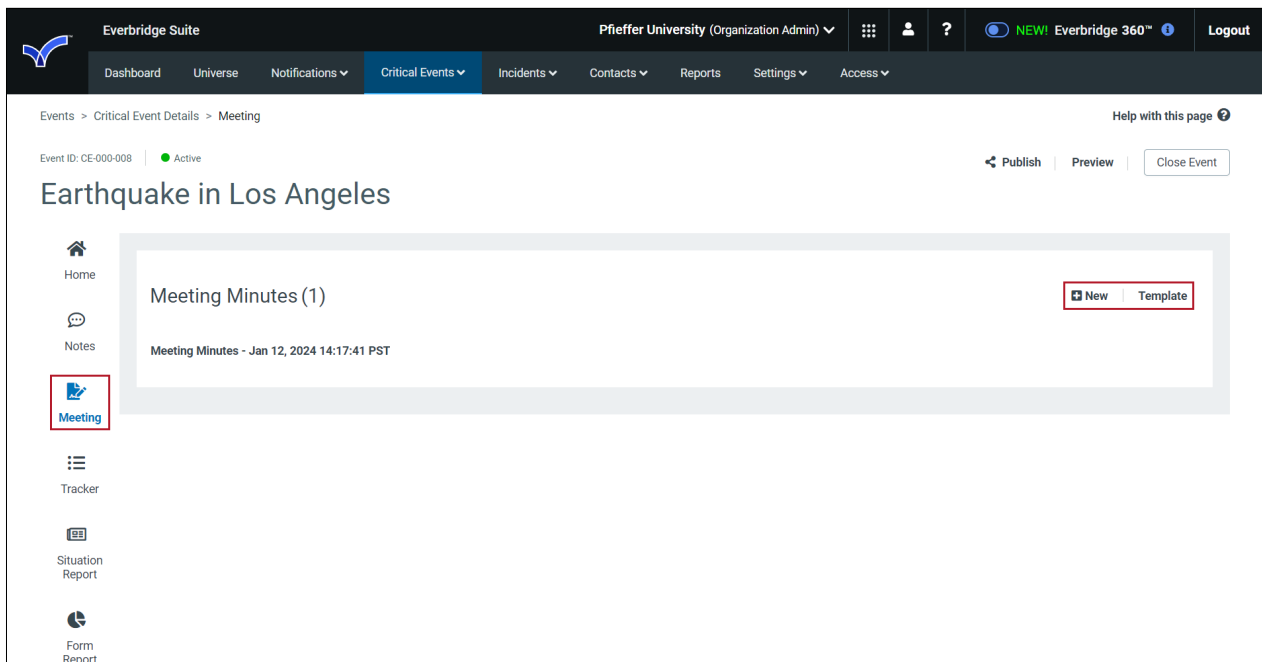 Everbridge Suite
Pfieffer University (Organization Admin)
?
NEW! Everbridge 360™
Logout
Dashboard
Universe
Notifications
Critical Events
Incidents
Contacts
Reports
Settings
Access
Events > Critical Event Details > Meeting
Help with this page
Event ID: CE-000-008
Active
Publish
Preview
Close Event
Earthquake in Los Angeles
Home
Notes
Meeting
Tracker
Situation
Report
Form
Report
Meeting Minutes (1)
New
Template
Meeting Minutes - Jan 12, 2024 14:17:41 PST